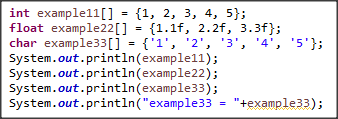 int example11[] = {1, 2, 3, 4, 5};
float example22[] = {1.1f, 2.2f, 3.3f};
char example33[] = {'1', '2', '3', '4', '5'};
System.out.println(example11);
System.out.println(example22);
System.out.println(example33);
System.out.println("example33 = "+example33);